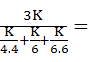 3K
K/4.4 + K/6 + K/6.6 =